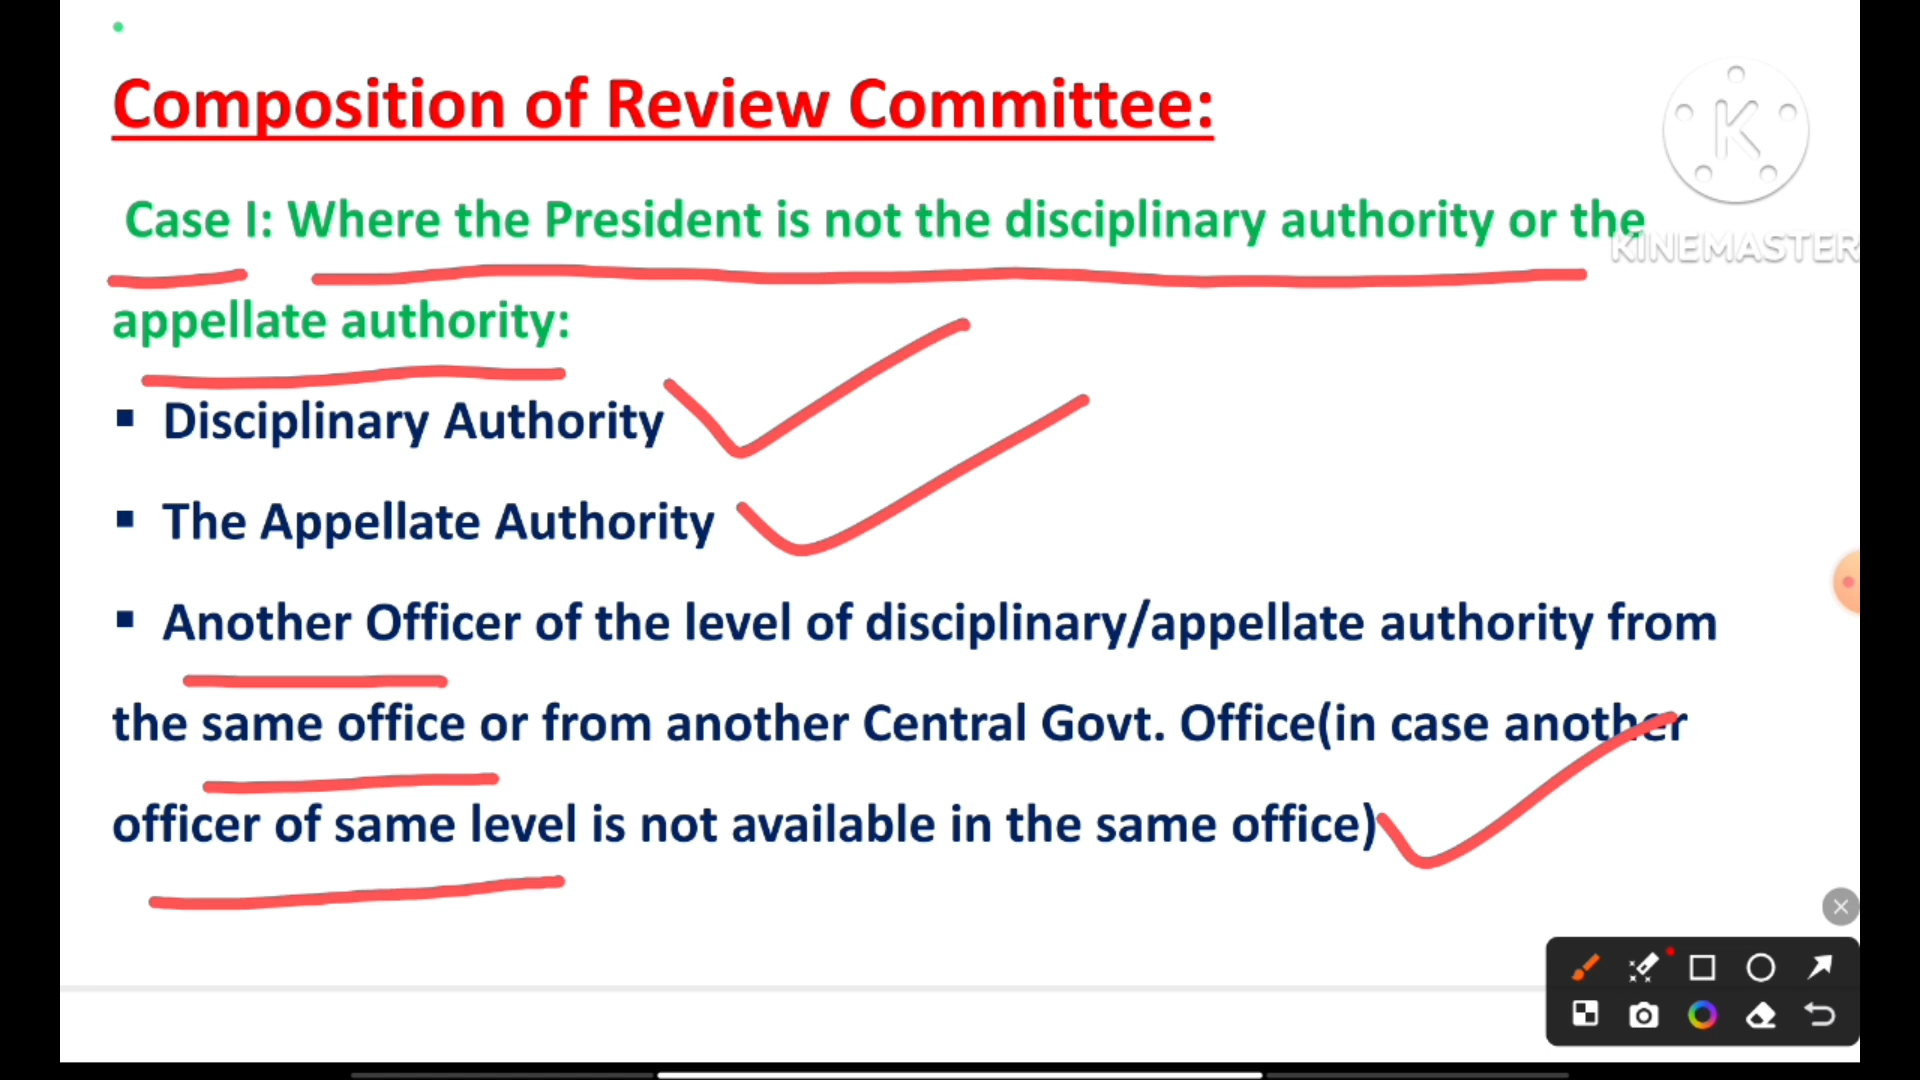 Composition of Review Committee:
Case I: Where the President is not the disciplinary authority or the
appellate authority:
▪ Disciplinary Authority
▪ The Appellate Authority
▪ Another Officer of the level of disciplinary/appellate authority from
the same office or from another Central Govt. Office(in case another
officer of same level is not available in the same office)
K
KINEMASTER